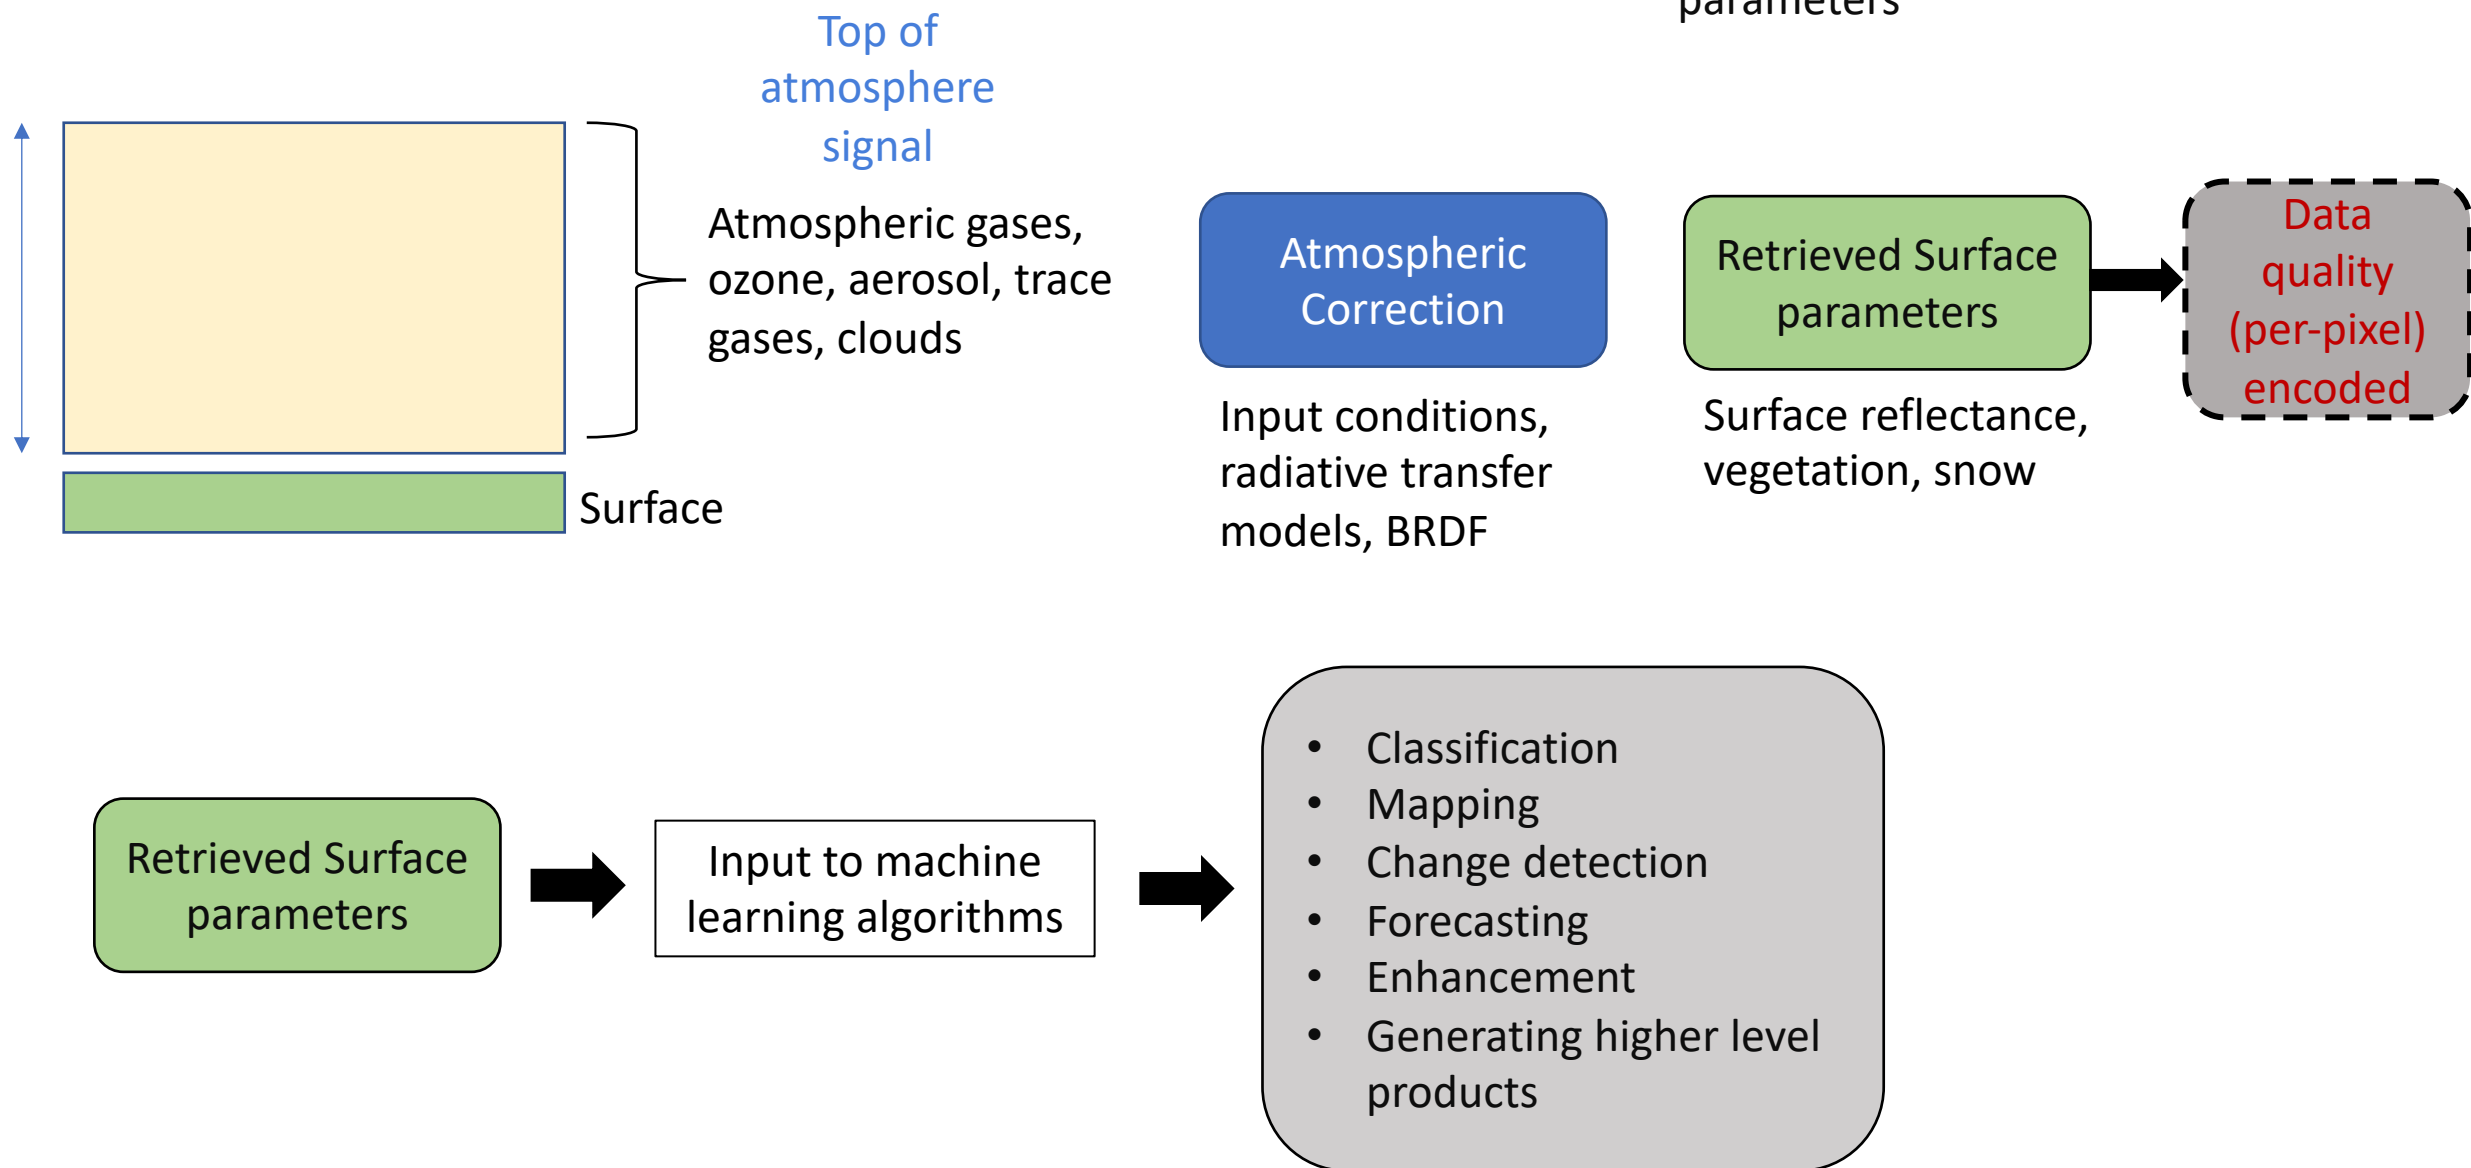 parameters
Top of
atmosphere
signal
Atmospheric gases,
ozone, aerosol, trace
gases, clouds
Surface
Atmospheric
Correction
Input conditions,
radiative transfer
models, BRDF
Retrieved Surface
parameters
Surface reflectance,
vegetation, snow
Data
quality
(per-pixel)
encoded
Retrieved Surface
parameters
Input to machine
learning algorithms
• Classification
• Mapping
• Change detection
• Forecasting
• Enhancement
• Generating higher level
products